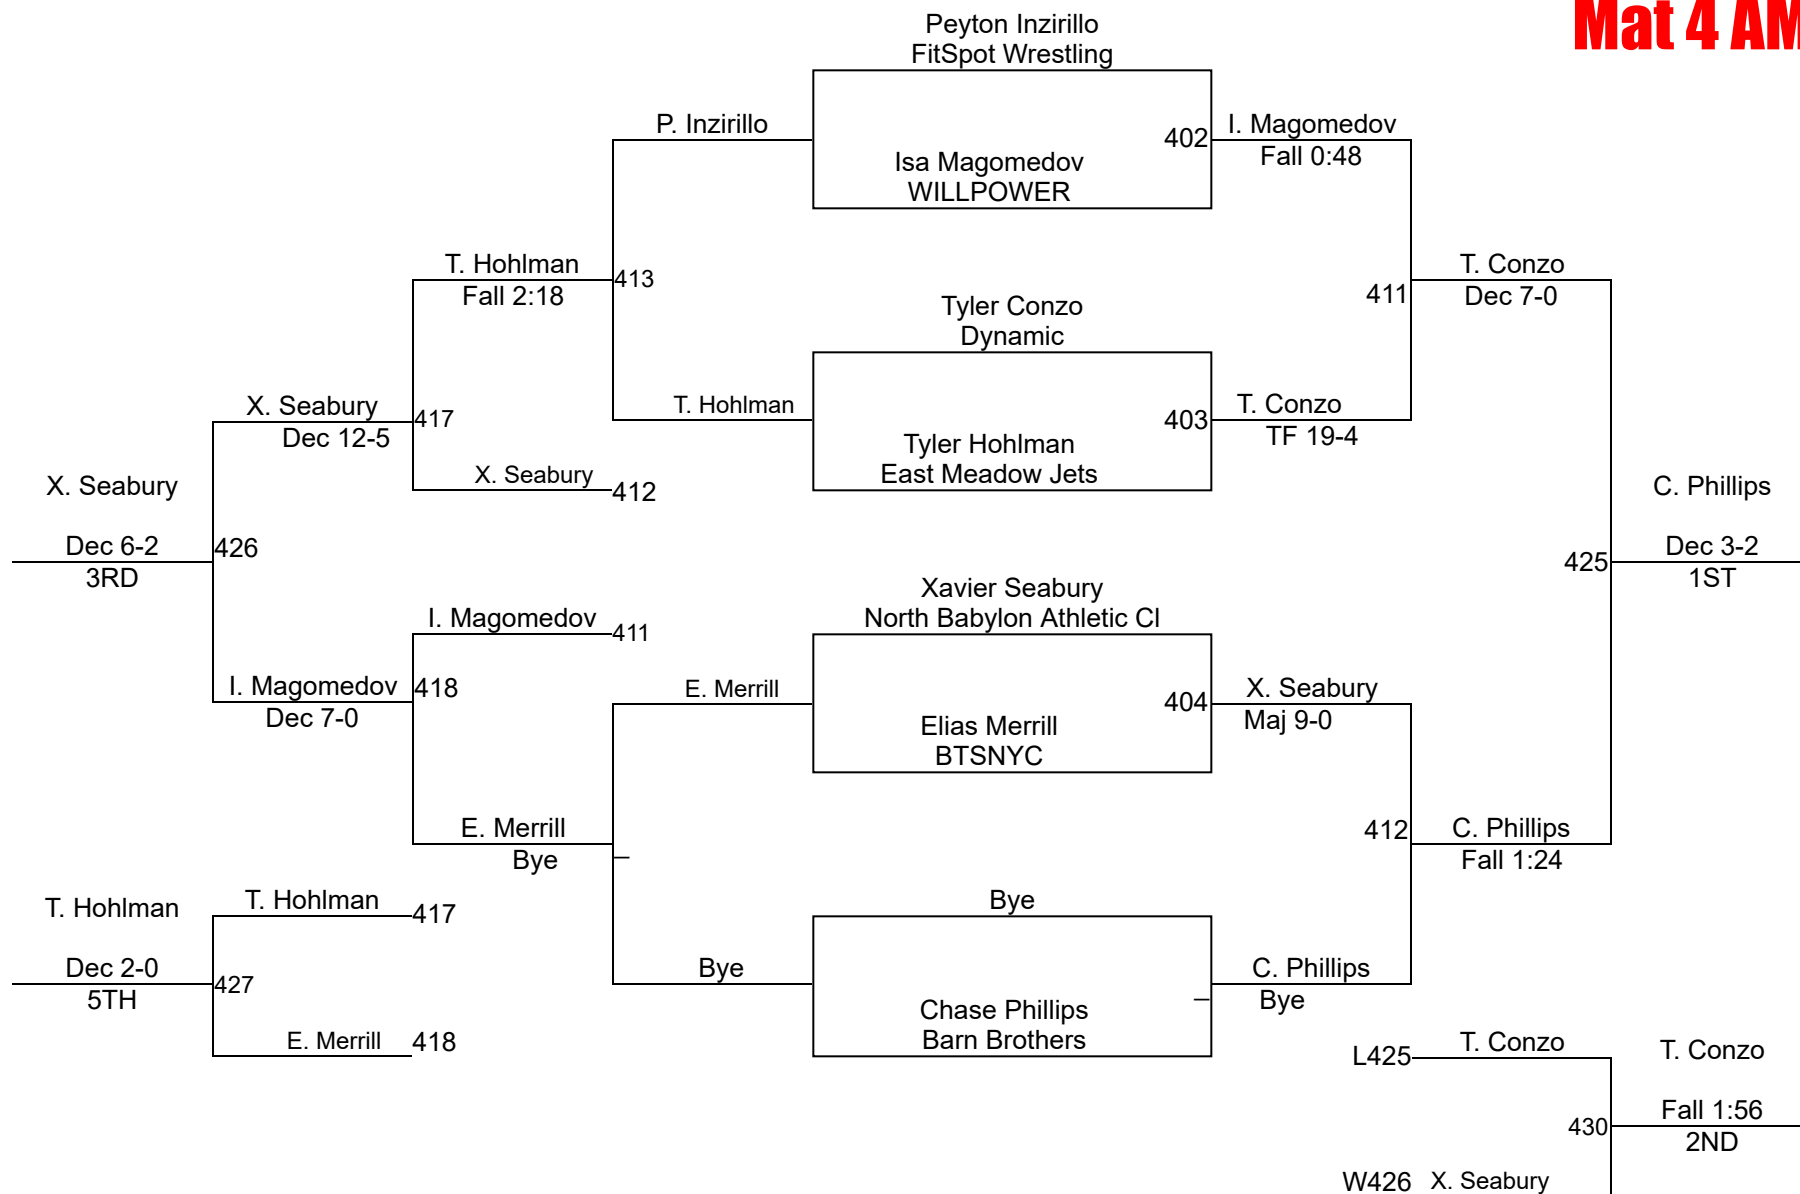 Mat 4 AM
Peyton Inzirillo
FitSpot Wrestling
P. Inzirillo
402
I. Magomedov
Fall 0:48
Isa Magomedov
WILLPOWER
T. Hohlman
Fall 2:18
413
411
T. Conzo
Dec 7-0
Tyler Conzo
Dynamic
T. Hohlman
403
T. Conzo
TF 19-4
Tyler Hohlman
East Meadow Jets
X. Seabury
Dec 12-5
417
X. Seabury
412
X. Seabury
Dec 6-2
3RD
426
C. Phillips
Dec 3-2
1ST
425
Xavier Seabury
North Babylon Athletic Cl
I. Magomedov
411
I. Magomedov
Dec 7-0
418
E. Merrill
404
X. Seabury
Maj 9-0
Elias Merrill
BTSNYC
E. Merrill
Bye
–
412
C. Phillips
Fall 1:24
T. Hohlman
Dec 2-0
5TH
T. Hohlman
417
427
E. Merrill
418
Bye
Bye
–
C. Phillips
Bye
Chase Phillips
Barn Brothers
L425
T. Conzo
T. Conzo
Fall 1:56
2ND
430
W426
X. Seabury